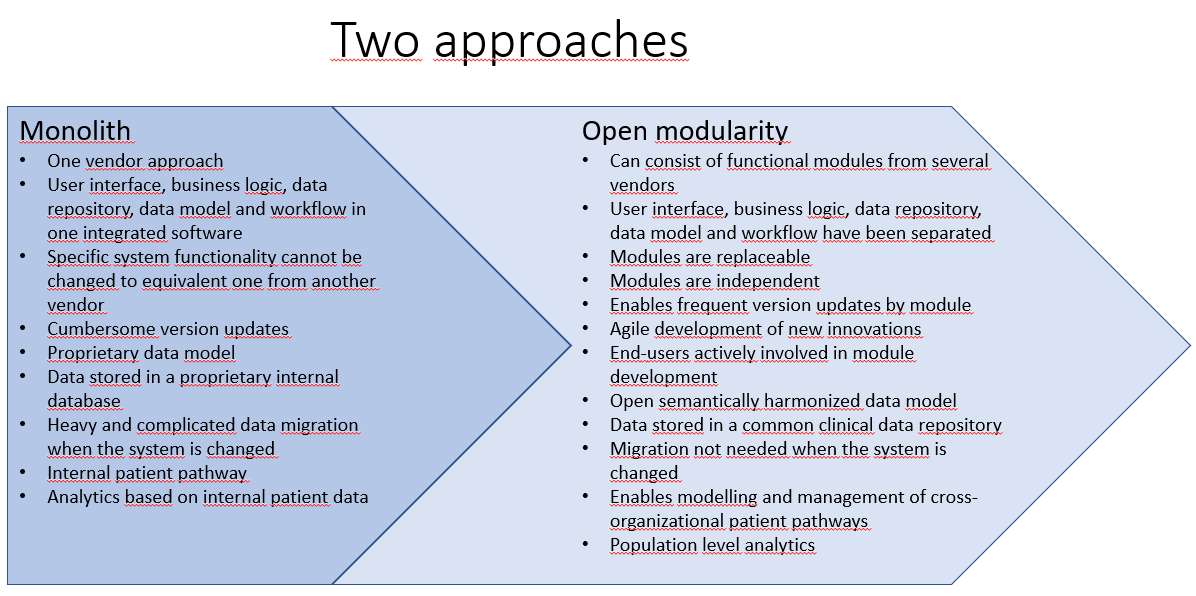 Two approaches
Monolith
• One vendor approach
• User interface, business logic, data
repository, data model and workflow in
one integrated software
• Specific system functionality cannot be
changed to equivalent one from another
vendor
• Cumbersome version updates
• Proprietary data model
• Data stored in a proprietary internal
database
• Heavy and complicated data migration
when the system is changed
• Internal patient pathway
• Analytics based on internal patient data
Open modularity
• Can consist of functional modules from several
vendors
• User interface, business logic, data repository,
data model and workflow have been separated
• Modules are replaceable
• Modules are independent
• Enables frequent version updates by module
• Agile development of new innovations
• End-users actively involved in module
development
• Open semantically harmonized data model
• Data stored in a common clinical data repository
• Migration not needed when the system is
changed
• Enables modelling and management of cross-
organizational patient pathways
• Population level analytics